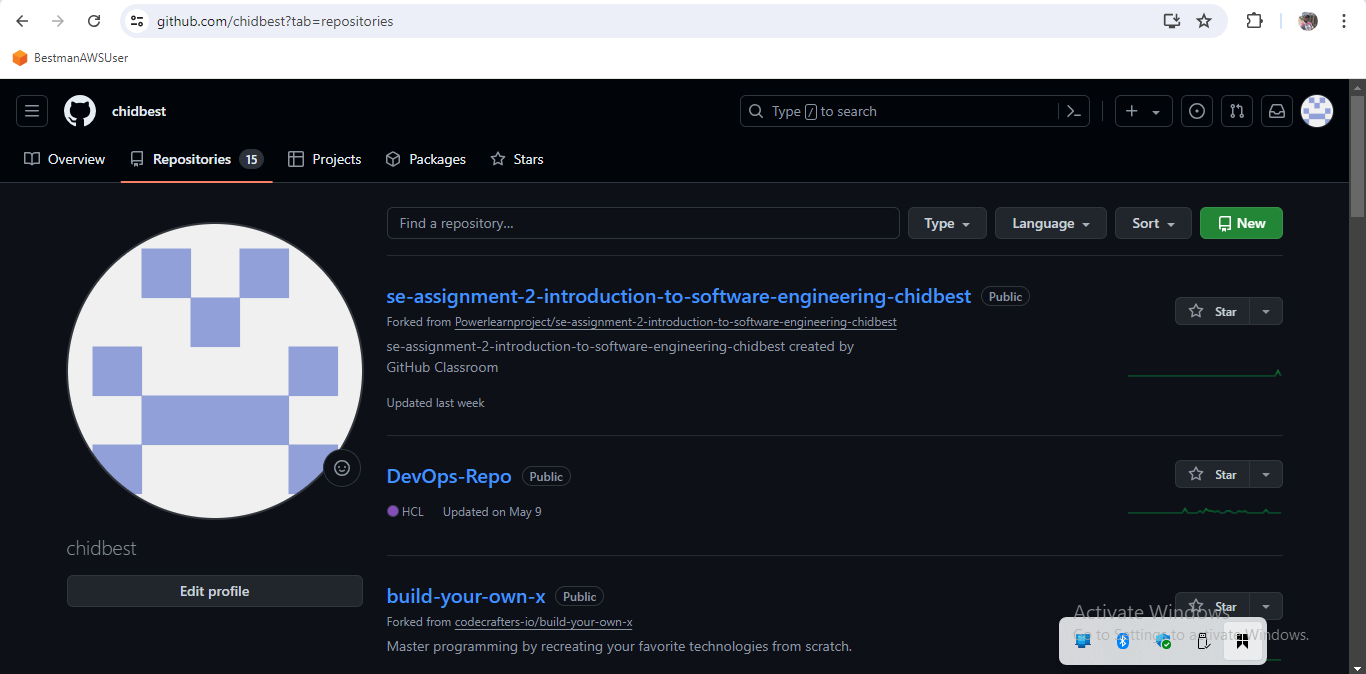 github.com/chidbest?tab=repositories
BestmanAWSUser
chidbest
Type / to search
Overview
Repositories 15
Projects
Packages
Stars
Find a repository...
Type
Language
Sort
New
se-assignment-2-introduction-to-software-engineering-chidbest Public
Star
Forked from Powerlearnproject/se-assignment-2-introduction-to-software-engineering-chidbest
se-assignment-2-introduction-to-software-engineering-chidbest created by
GitHub Classroom
Updated last week
DevOps-Repo Public
Star
HCL Updated on May 9
chidbest
Edit profile
build-your-own-x Public
Star
Forked from codecrafters-io/build-your-own-x
Master programming by recreating your favorite technologies from scratch.
Activate Windows
Go to Settings to activate Windows.